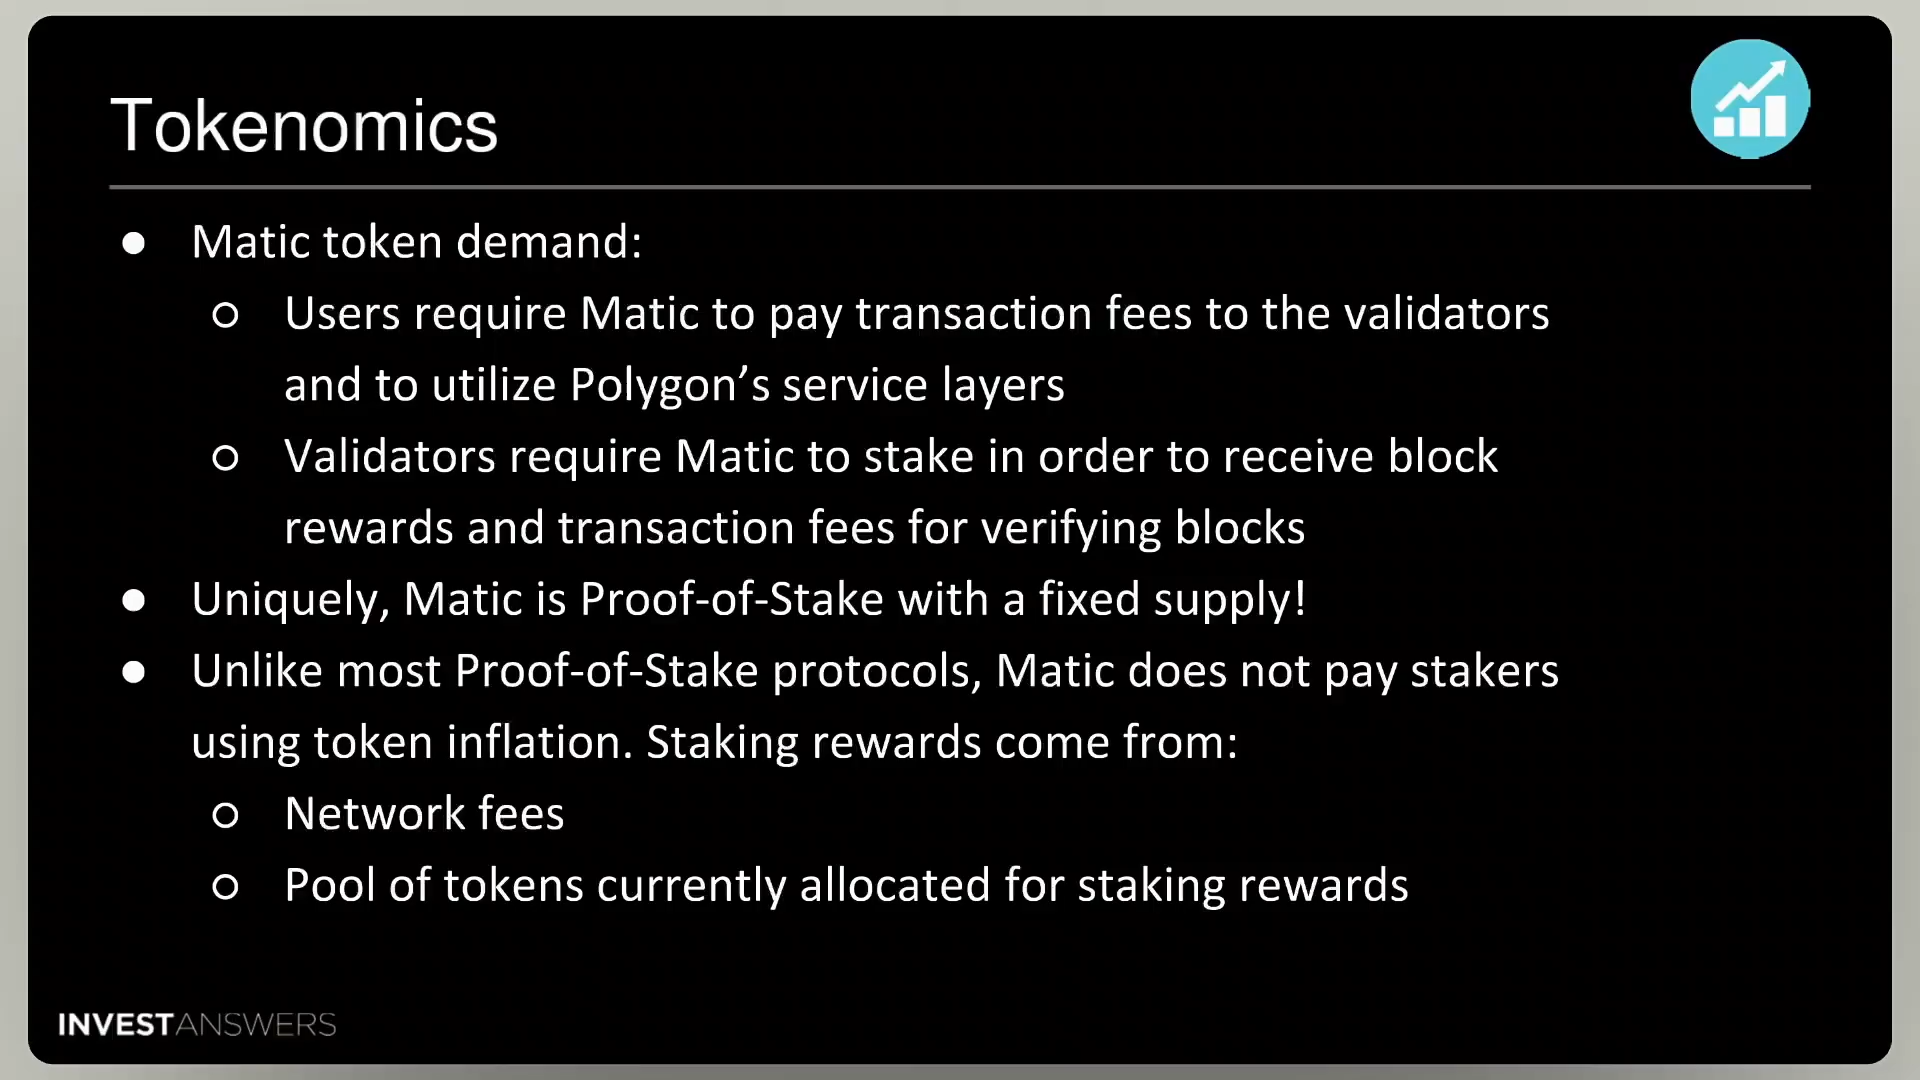 Tokenomics
● Matic token demand:
○ Users require Matic to pay transaction fees to the validators
and to utilize Polygon’s service layers
○ Validators require Matic to stake in order to receive block
rewards and transaction fees for verifying blocks
● Uniquely, Matic is Proof-of-Stake with a fixed supply!
● Unlike most Proof-of-Stake protocols, Matic does not pay stakers
using token inflation. Staking rewards come from:
○ Network fees
○ Pool of tokens currently allocated for staking rewards
INVESTANSWERS